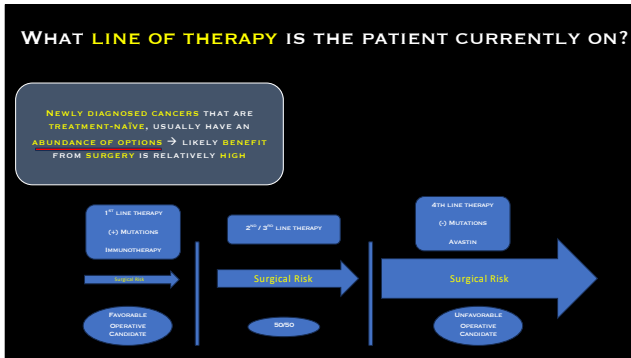 What line of therapy is the patient currently on?
Newly diagnosed cancers that are
treatment-naïve, usually have an
abundance of options → likely benefit
from surgery is relatively high
1st line therapy
(+) Mutations
Immunotherapy
2nd / 3rd line therapy
4th line therapy
(-) Mutations
Avastin
Surgical Risk
Surgical Risk
Surgical Risk
Favorable
Operative
Candidate
50/50
Unfavorable
Operative
Candidate